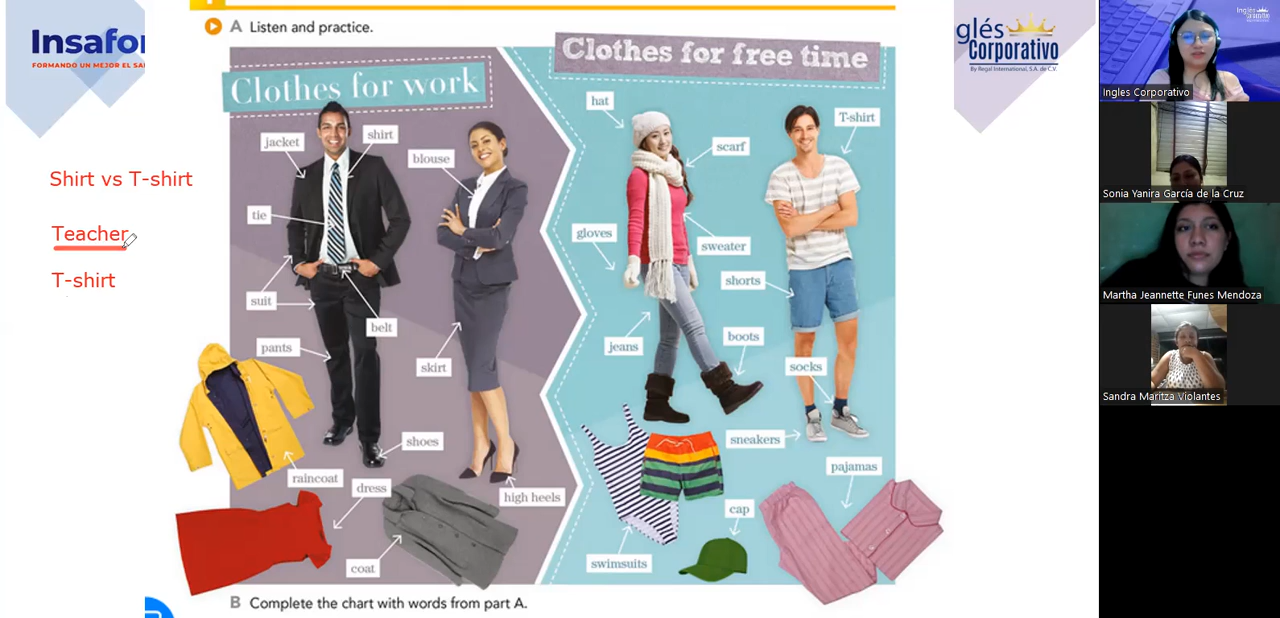 Insafo
FORMANDO UN MEJOR EL SA
A Listen and practice.
glés
Corporativo
By Regal International, S.A. de C.V.
Clothes for work
Clothes for free time
jacket
shirt
blouse
tie
suit
belt
pants
skirt
shoes
raincoat
dress
high heels
coat
hat
T-shirt
scarf
gloves
sweater
shorts
jeans
boots
socks
sneakers
pajamas
cap
swimsuits
Shirt vs T-shirt
Teacher
T-shirt
B Complete the chart with words from part A.
Ingles Corporativo
Sonia Yanira García de la Cruz
Martha Jeannette Funes Mendoza
Sandra Maritza Violantes